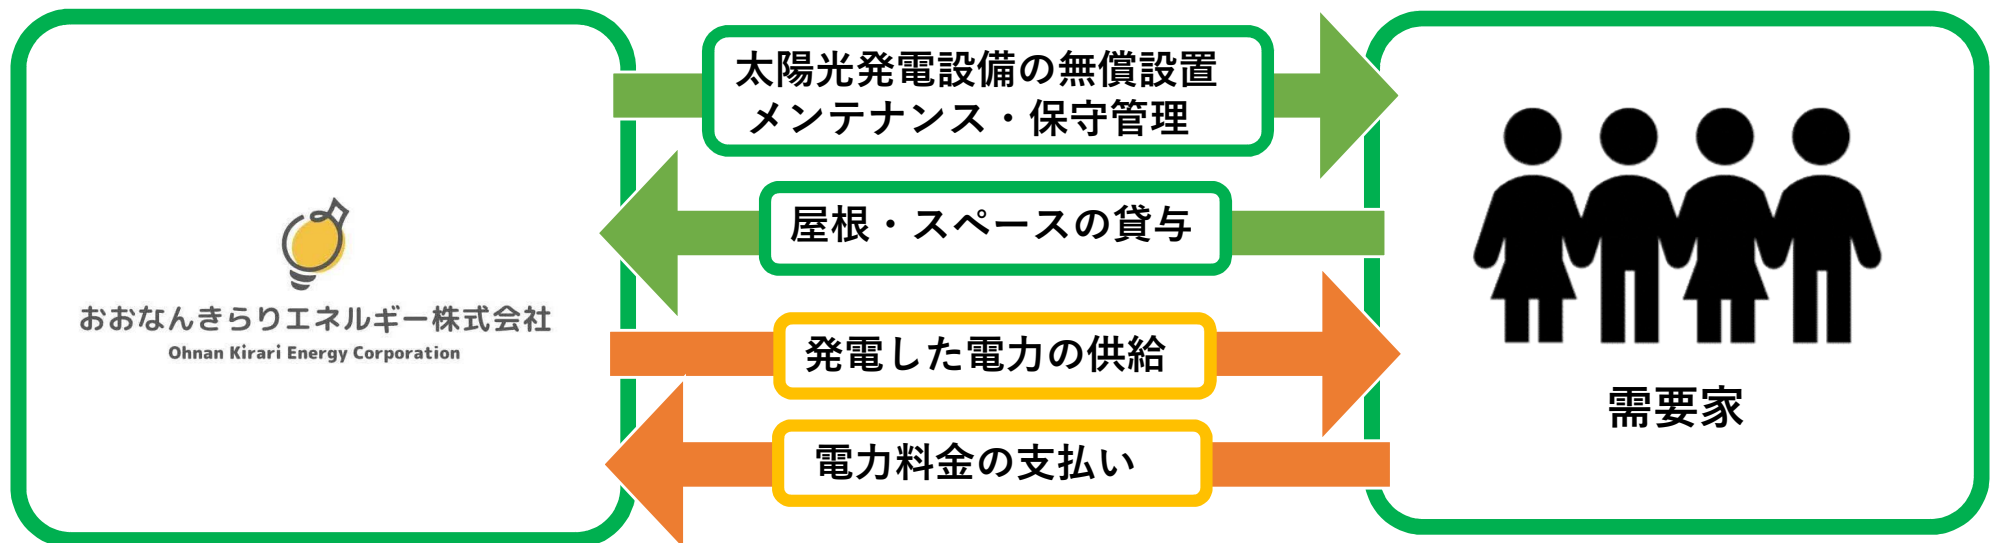 太陽光発電設備の無償設置
メンテナンス・保守管理
屋根・スペースの貸与
おおなんきらりエネルギー株式会社
Ohnan Kirari Energy Corporation
発電した電力の供給
需要家
電力料金の支払い